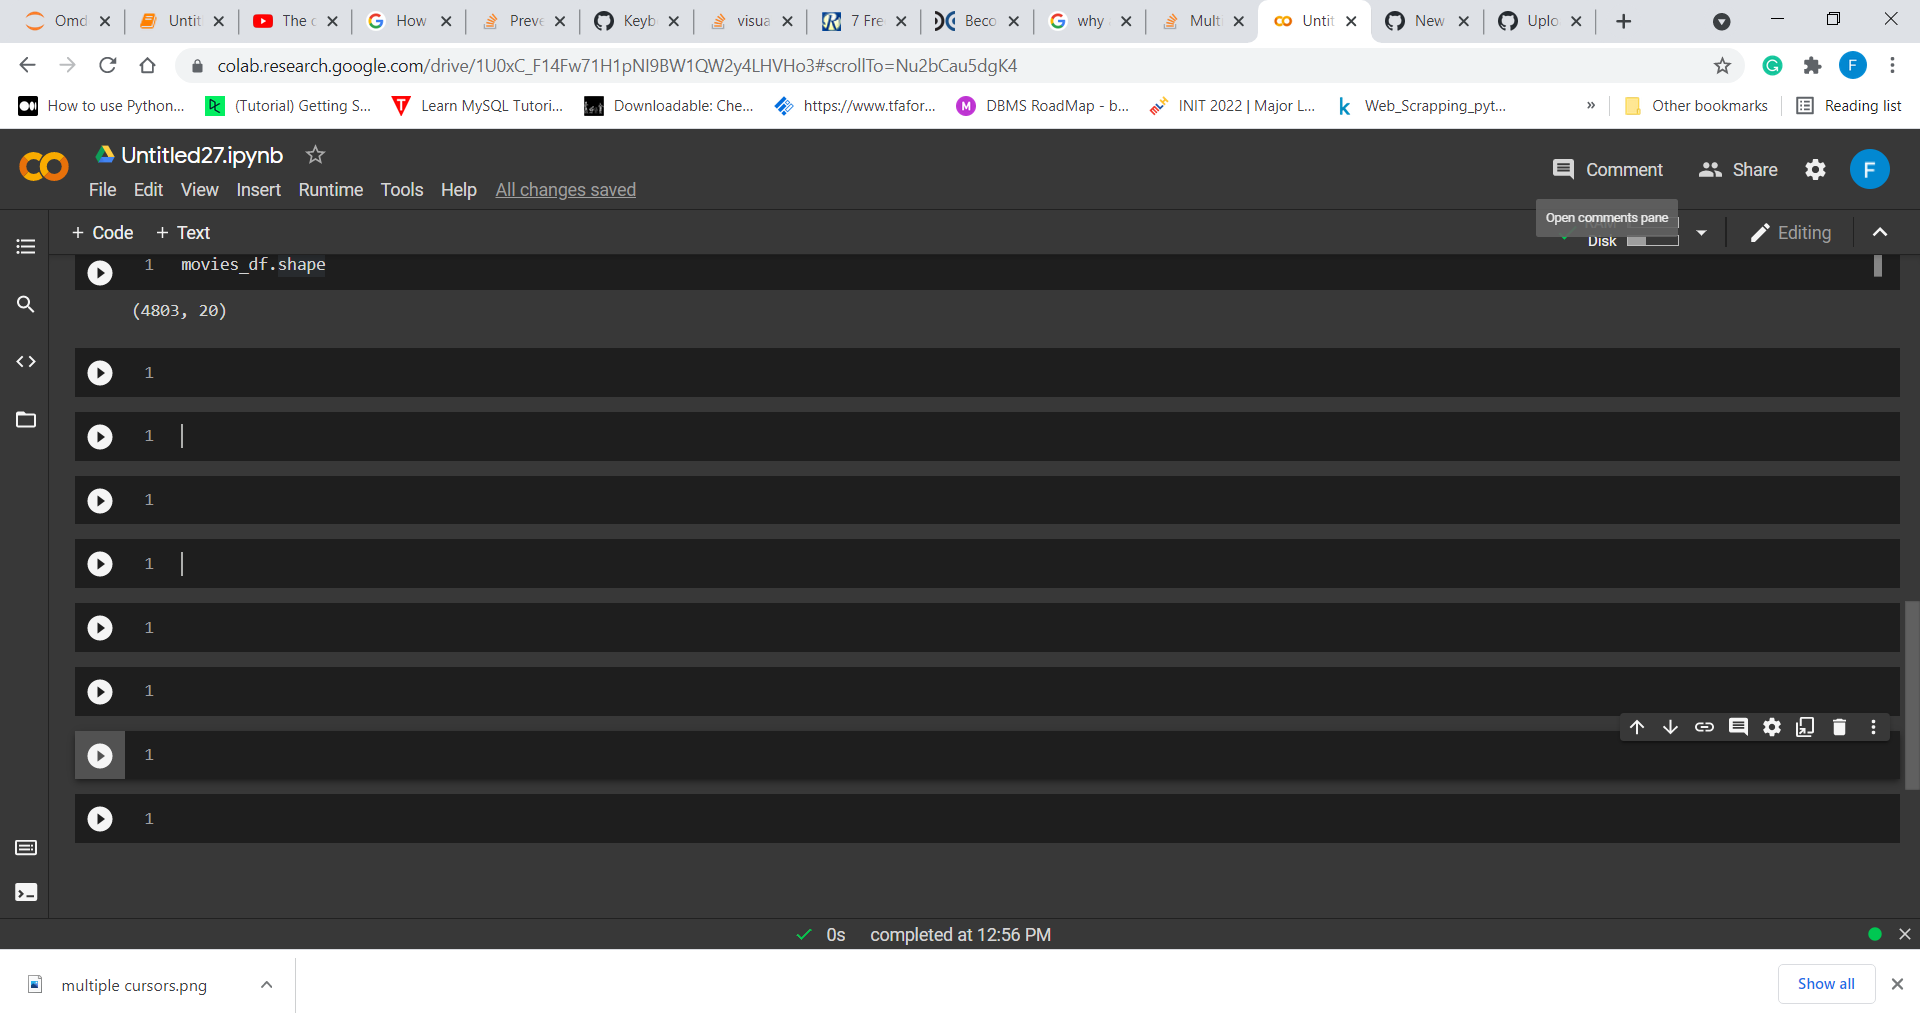 Omd Untit The c How Preve Keyb visua 7 Fre Beco why Multi Untit New Uplo
colab.research.google.com/drive/1U0xC_F14Fw71H1pNI9BW1QW2y4LHVHo3#scrollTo=Nu2bCau5dgK4 F
How to use Python... (Tutorial) Getting S... Learn MySQL Tutori... Downloadable: Che... https://www.tfafor... DBMS RoadMap - b... INIT 2022 | Major L... Web_Scrapping_pyt... » Other bookmarks Reading list
Untitled27.ipynb
Comment Share F
File Edit View Insert Runtime Tools Help All changes saved
Open comments pane
+ Code + Text
Disk
Editing
1 movies_df.shape
(4803, 20)
1
1
1
1
1
1
1
1
0s completed at 12:56 PM
multiple cursors.png
Show all